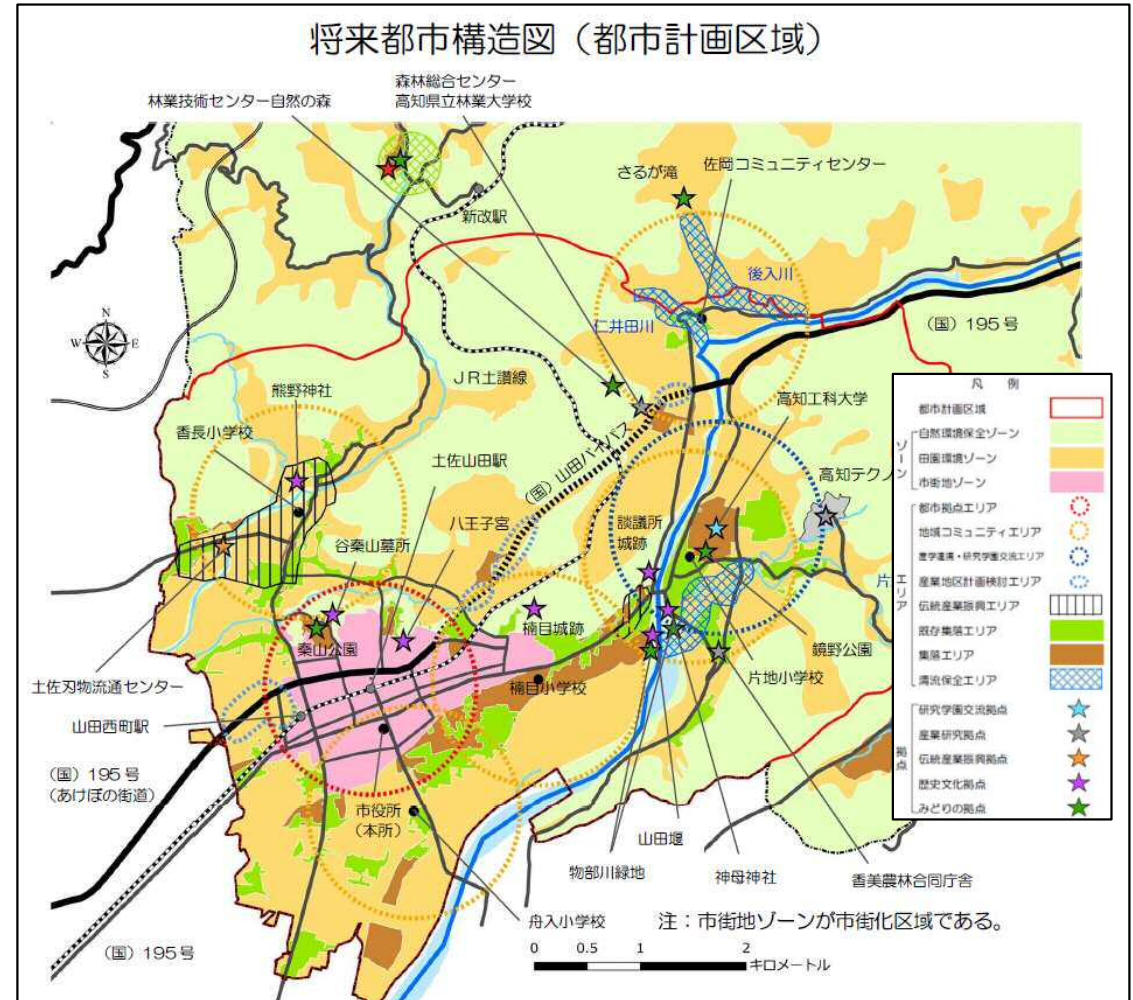 将来都市構造図（都市計画区域）
森林総合センター
高知県立林業大学校
林業技術センター自然の森
佐岡コミュニティセンター
さるが滝
新改駅
後入川
仁井田川
（国）195号
N
W
E
S
JR土讃線
高知工科大学
熊野神社
香長小学校
土佐山田駅
（国）山田バイパス
高知テクノ
八王子宮
談議所
城跡
谷秦山墓所
片
秦山公園
楠目城跡
鏡野公園
土佐刃物流通センター
楠目小学校
片地小学校
山田西町駅
（国）195号
（あけぼの街道）
市役所
（本所）
山田堰
物部川緑地
神母神社
香美農林合同庁舎
舟入小学校
注：市街地ゾーンが市街化区域である。
（国）195号
0 0.5 1 2
キロメートル
凡　例
都市計画区域
ゾーン
自然環境保全ゾーン
田園環境ゾーン
市街地ゾーン
エリア
都市拠点エリア
地域コミュニティエリア
産学連携・研究学園交流エリア
産業地区計画検討エリア
伝統産業振興エリア
既存集落エリア
集落エリア
清流保全エリア
拠点
研究学園交流拠点
産業研究拠点
伝統産業振興拠点
歴史文化拠点
みどりの拠点